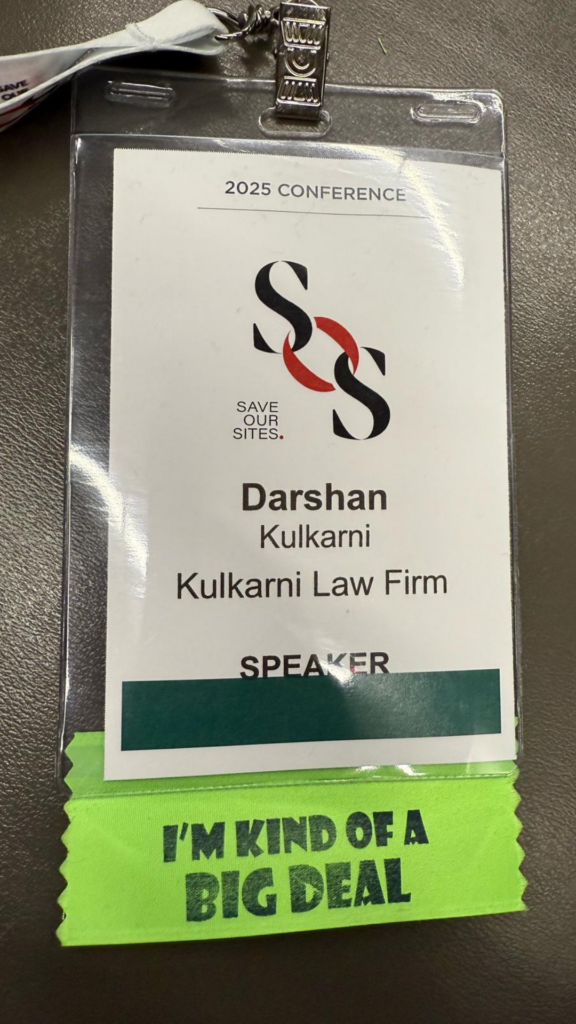 2025 CONFERENCE
SOS
SAVE
OUR
SITES.
Darshan
Kulkarni
Kulkarni Law Firm
SPEAKER
I'M KIND OF A
BIG DEAL